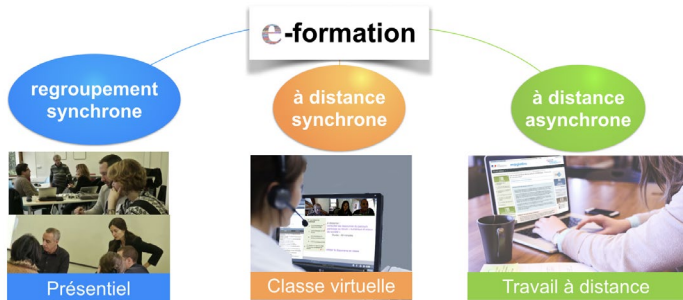 e-formation
regroupement
synchrone
à distance
synchrone
à distance
asynchrone
Présentiel
Classe virtuelle
Travail à distance